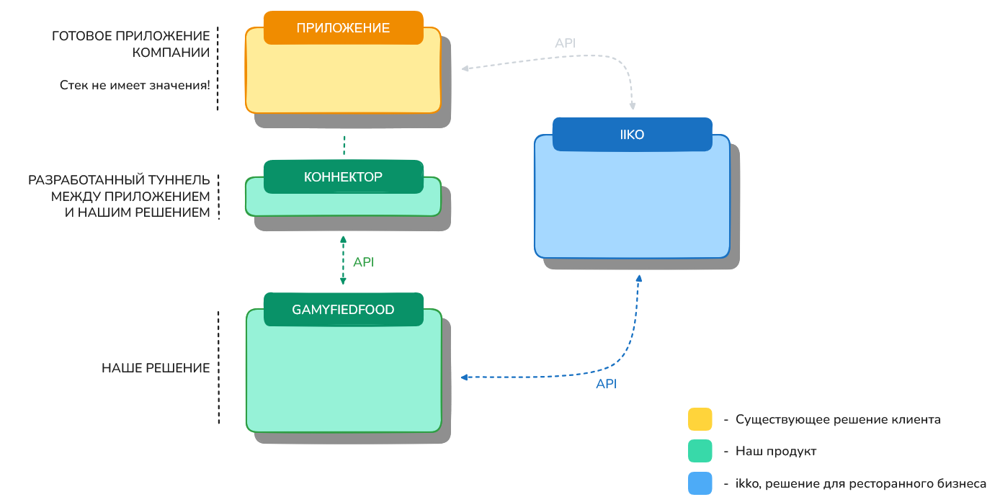 ПРИЛОЖЕНИЕ
ГОТОВОЕ ПРИЛОЖЕНИЕ
КОМПАНИИ
Стек не имеет значения!
API
IIKO
КОННЕКТОР
РАЗРАБОТАННЫЙ ТУННЕЛЬ
МЕЖДУ ПРИЛОЖЕНИЕМ
И НАШИМ РЕШЕНИЕМ
API
GAMYFIEDFOOD
НАШЕ РЕШЕНИЕ
API
- Существующее решение клиента
- Наш продукт
- ikko, решение для ресторанного бизнеса